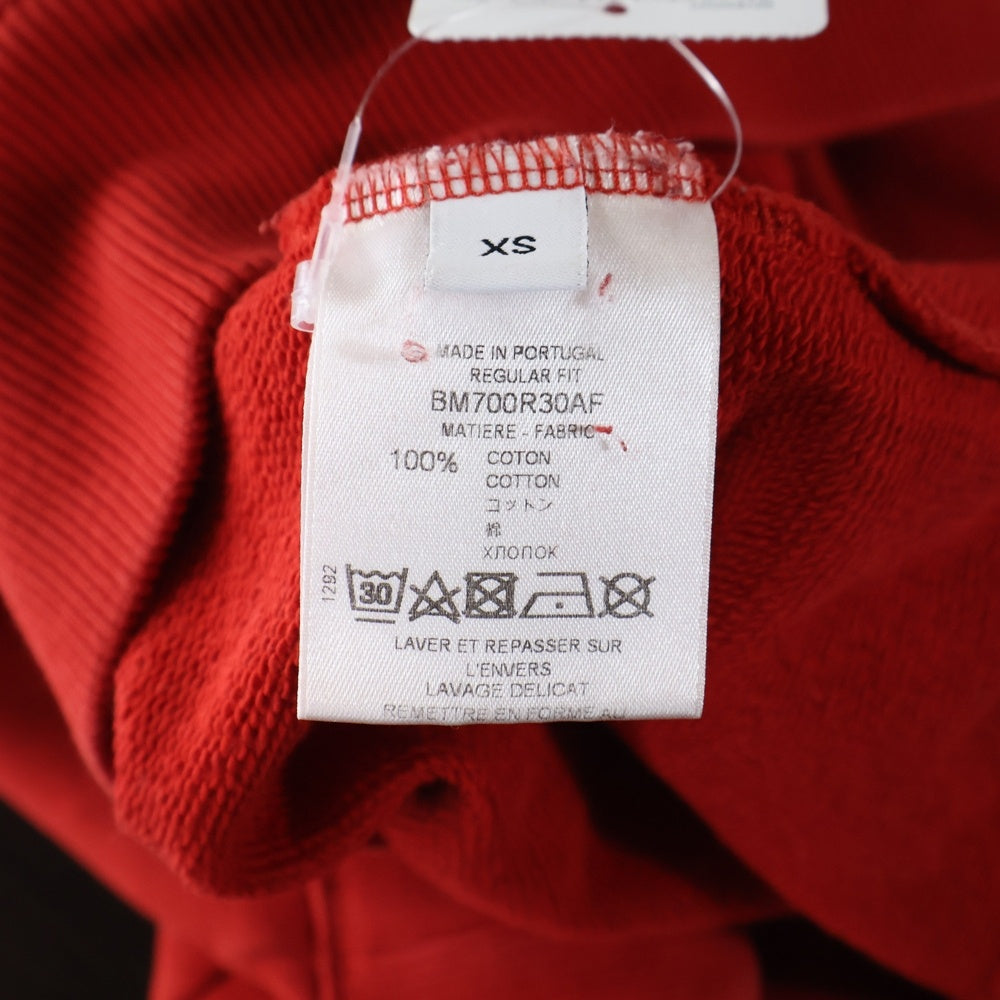 XS
MADE IN PORTUGAL
REGULAR FIT
BM700R30AF
MATIERE - FABRIC
100% COTON
COTTON
コットン
棉
ХЛОПОК
1292
30
LAVER ET REPASSER SUR
L'ENVERS
LAVAGE DELICAT
REMETTRE EN FORME AU